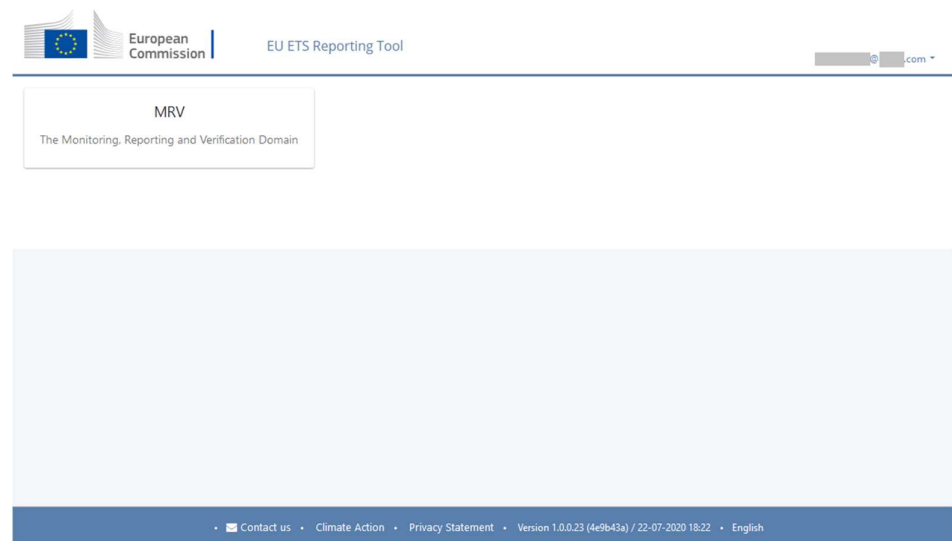 European
Commission
EU ETS Reporting Tool
@ .com
MRV
The Monitoring, Reporting and Verification Domain
• Contact us • Climate Action • Privacy Statement • Version 1.0.0.23 (4e9b43a) / 22-07-2020 18:22 • English